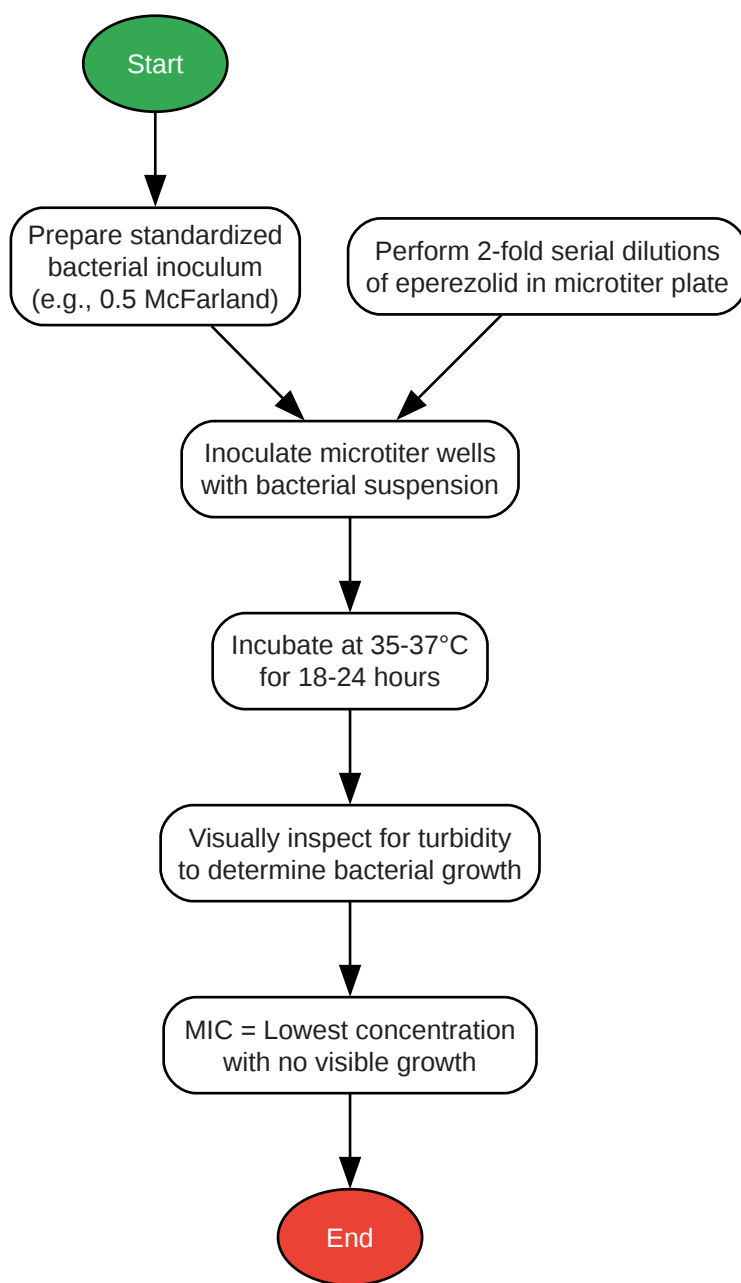 Start
Prepare standardized
bacterial inoculum
(e.g., 0.5 McFarland)
Perform 2-fold serial dilutions
of eperezolid in microtiter plate
Inoculate microtiter wells
with bacterial suspension
Incubate at 35-37°C
for 18-24 hours
Visually inspect for turbidity
to determine bacterial growth
MIC = Lowest concentration
with no visible growth
End